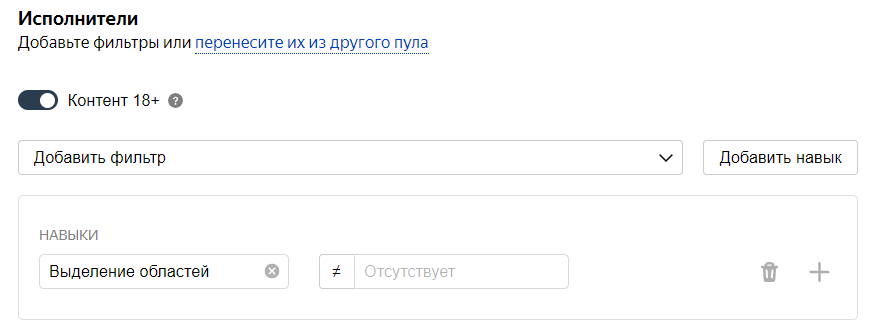 Исполнители
Добавьте фильтры или перенесите их из другого пула
Контент 18+ ?
Добавить фильтр
Добавить навык
НАВЫКИ
Выделение областей
≠ Отсутствует